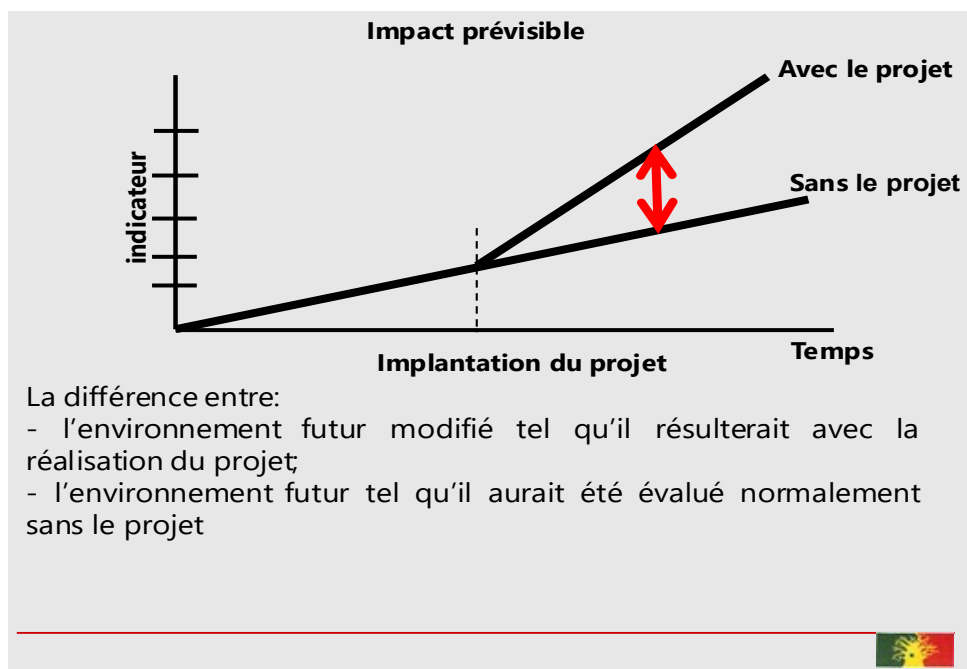 Impact prévisible
Avec le projet
Sans le projet
indicateur
Temps
Implantation du projet
La différence entre:
- l’environnement futur modifié tel qu’il résulterait avec la
réalisation du projet;
- l’environnement futur tel qu’il aurait été évalué normalement
sans le projet